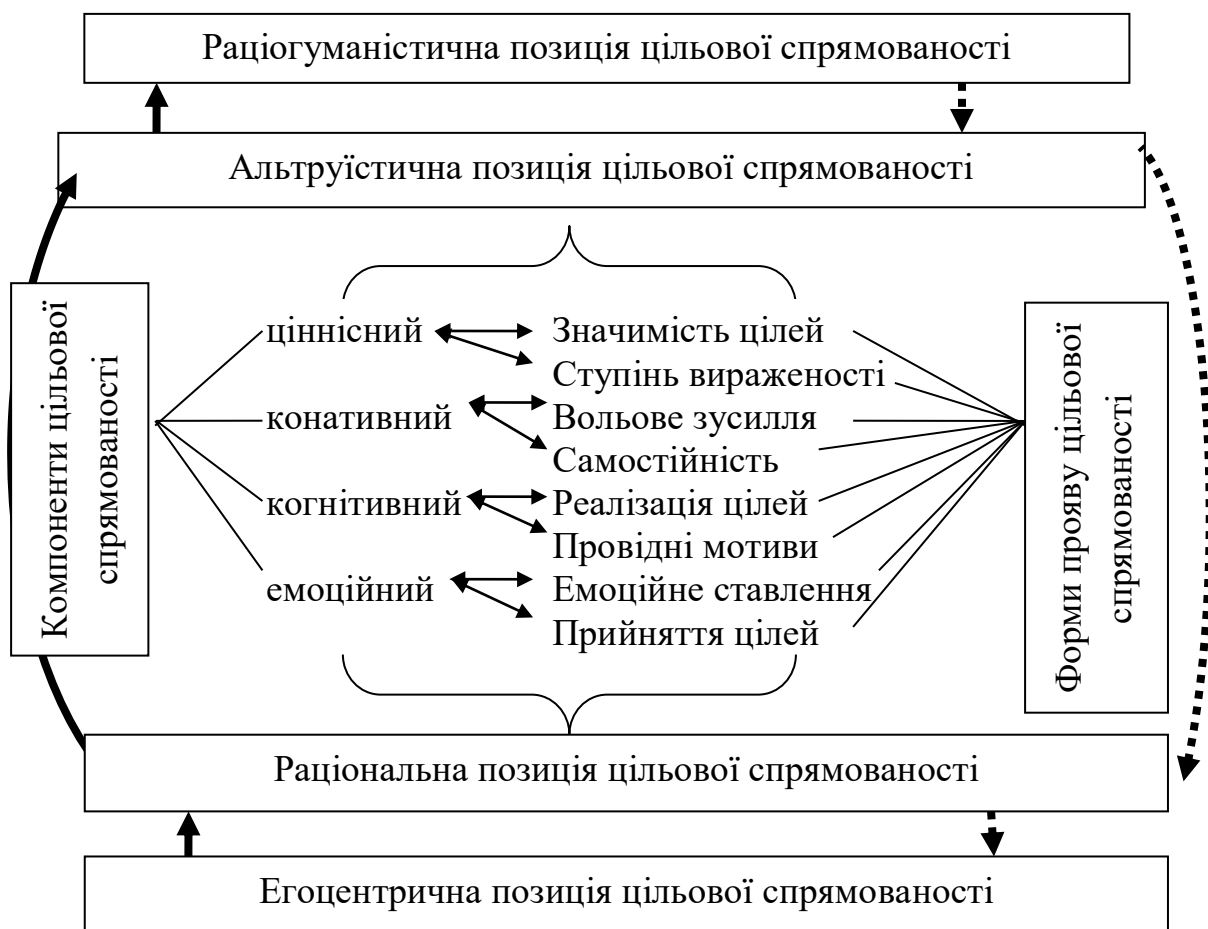 Раціогуманістична позиція цільової спрямованості
Альтруїстична позиція цільової спрямованості
Компоненти цільової
спрямованості
ціннісний
конативний
когнітивний
емоційний
Значимість цілей
Ступінь вираженості
Вольове зусилля
Самостійність
Реалізація цілей
Провідні мотиви
Емоційне ставлення
Прийняття цілей
Форми прояву цільової
спрямованості
Раціональна позиція цільової спрямованості
Егоцентрична позиція цільової спрямованості